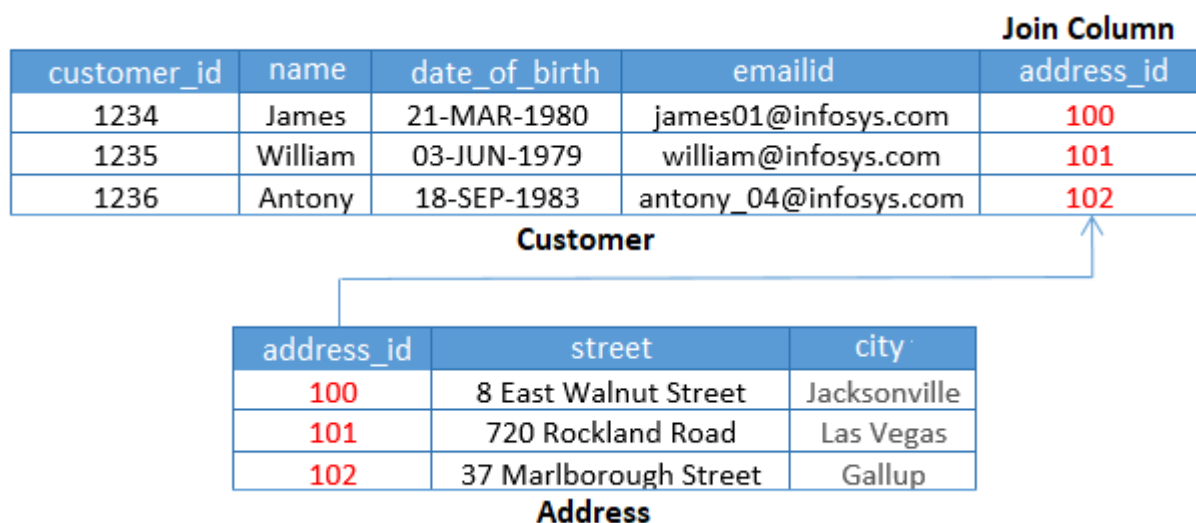 Join Column
customer_id name date_of_birth emailid address_id
1234 James 21-MAR-1980 james01@infosys.com 100
1235 William 03-JUN-1979 william@infosys.com 101
1236 Antony 18-SEP-1983 antony_04@infosys.com 102
Customer
address_id street city
100 8 East Walnut Street Jacksonville
101 720 Rockland Road Las Vegas
102 37 Marlborough Street Gallup
Address